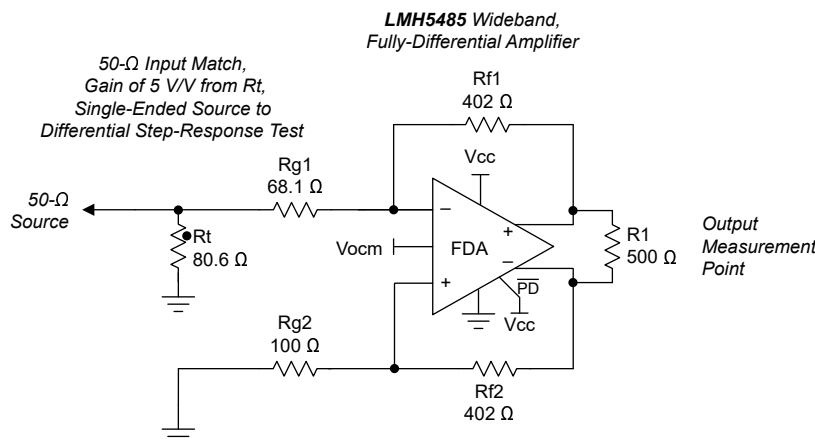 LMH5485 Wideband,
Fully-Differential Amplifier
50-Ω Input Match,
Gain of 5 V/V from Rt,
Single-Ended Source to
Differential Step-Response Test
Rf1
402 Ω
Vcc
Rg1
68.1 Ω
50-Ω
Source
Rt
80.6 Ω
Vocm
−
+
FDA
+
−
PD
Vcc
R1
500 Ω
Output
Measurement
Point
Rg2
100 Ω
Rf2
402 Ω